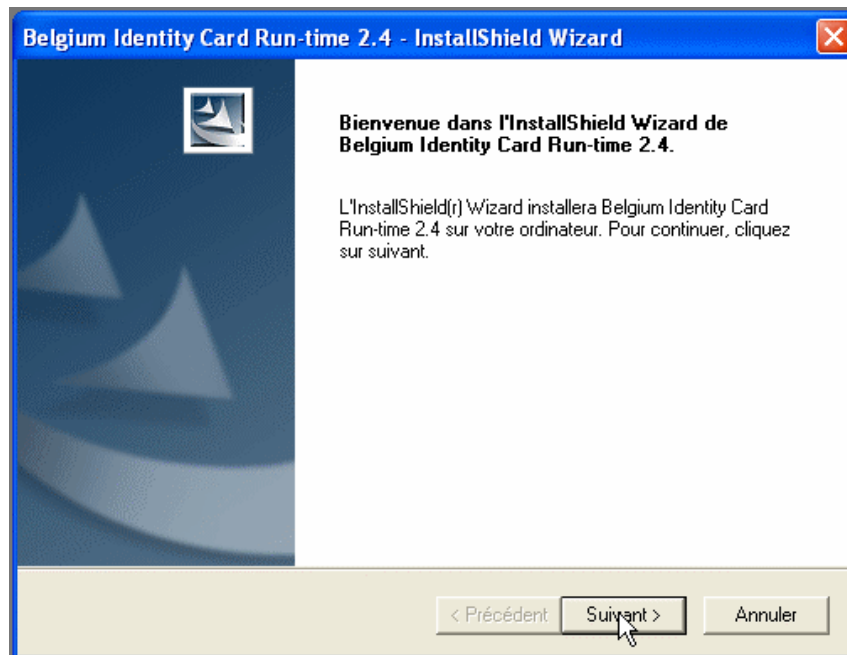 Belgium Identity Card Run-time 2.4 - InstallShield Wizard
Bienvenue dans l'InstallShield Wizard de
Belgium Identity Card Run-time 2.4.
L'InstallShield(r) Wizard installera Belgium Identity Card
Run-time 2.4 sur votre ordinateur. Pour continuer, cliquez
sur suivant.
< Précédent Suivant > Annuler